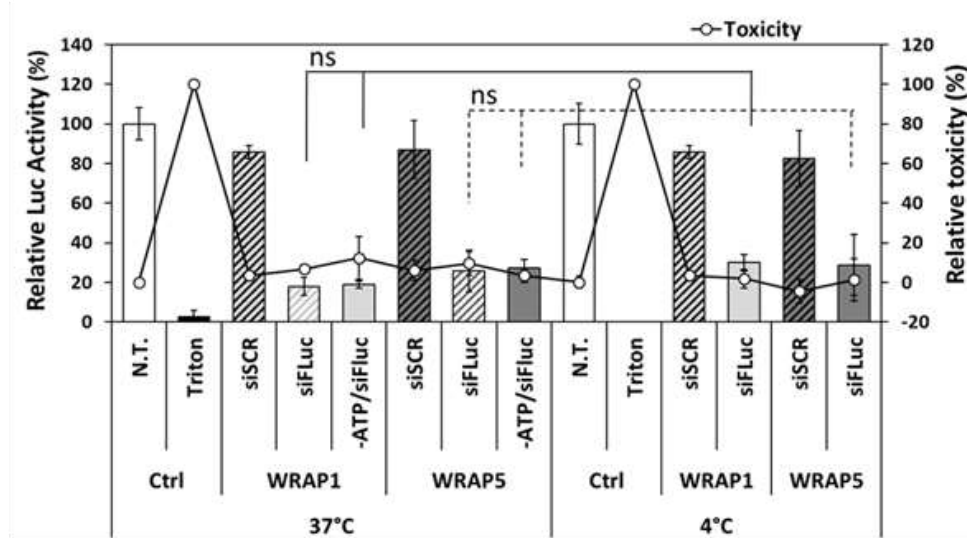 Toxicity
Relative Luc Activity (%)
140
120
100
80
60
40
20
0
ns
ns
120
100
80
60
40
20
0
-20
Relative toxicity (%)
N.T.
Triton
siSCR
siFLuc
-ATP/siFluc
siSCR
siFLuc
-ATP/siFluc
N.T.
Triton
siSCR
siFLuc
siSCR
siFLuc
Ctrl WRAP1 WRAP5 Ctrl WRAP1 WRAP5
37°C 4°C